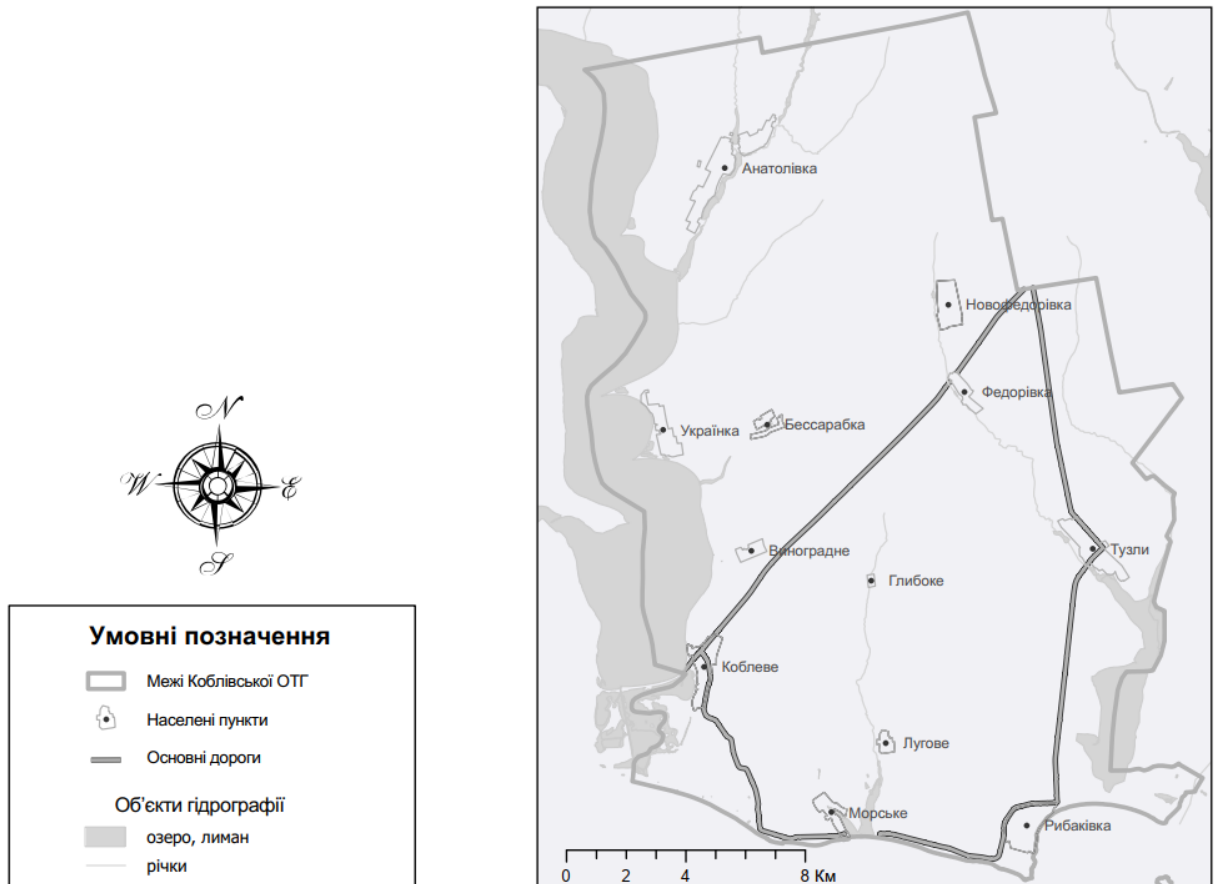 Анатолівка
Новофедорівка
Федорівка
Українка
Бессарабка
N
W
E
S
Виноградне
Тузли
Глибоке
Умовні позначення
Коблеве
Межі Коблівської ОТГ
Населені пункти
Лугове
Основні дороги
Об'єкти гідрографії
Морське
Рибаківка
озеро, лиман
річки
0 2 4 8 Км